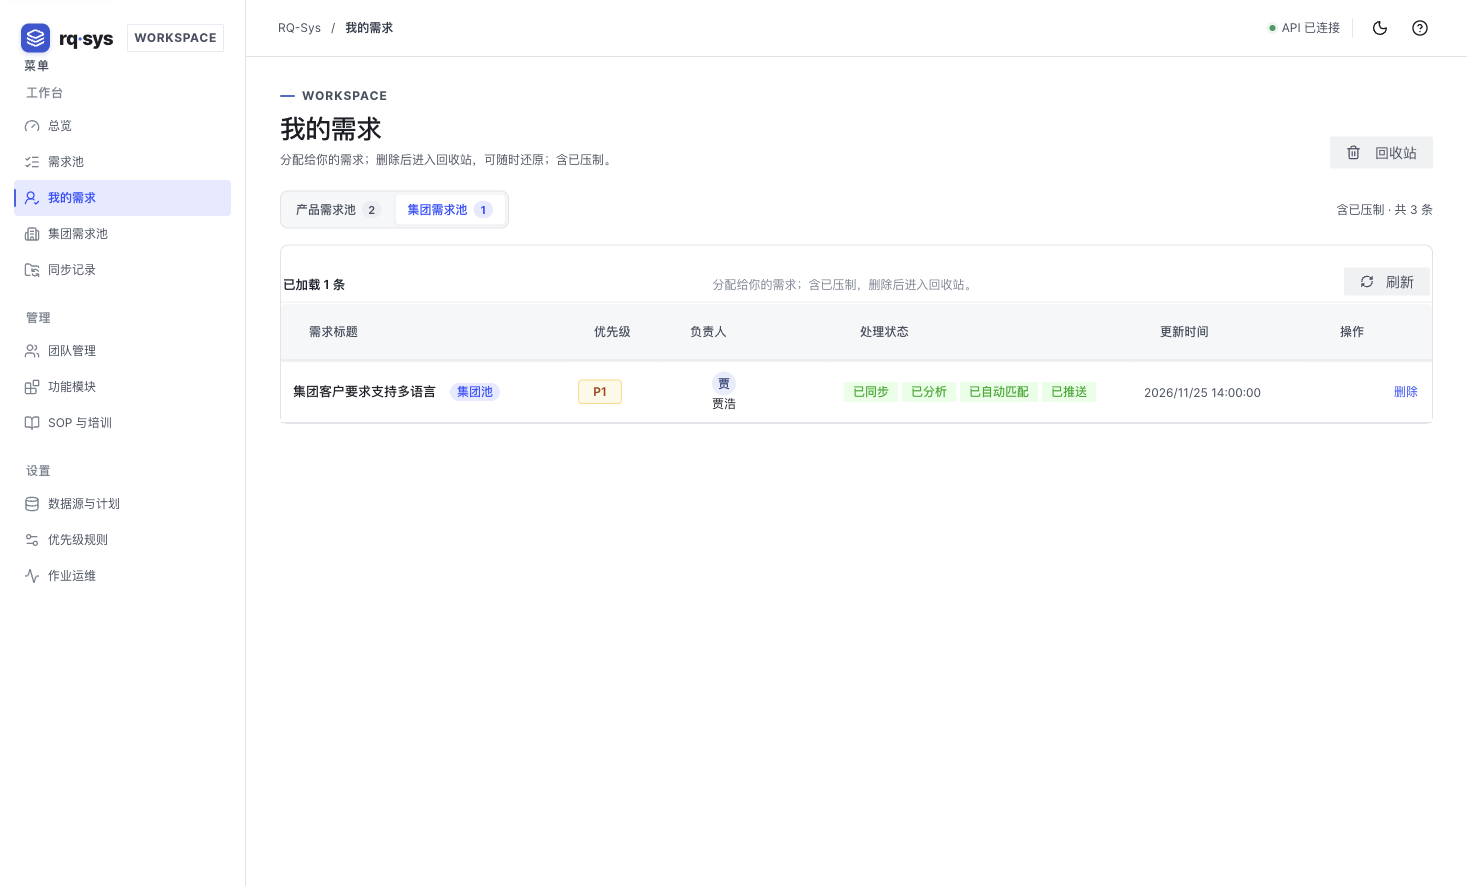 rq·sys WORKSPACE
菜单
工作台
总览
需求池
我的需求
集团需求池
同步记录
管理
团队管理
功能模块
SOP 与培训
设置
数据源与计划
优先级规则
作业运维
RQ-Sys / 我的需求
API 已连接
WORKSPACE
我的需求
分配给你的需求；删除后进入回收站，可随时还原；含已压制。
回收站
产品需求池 2 集团需求池 1
含已压制 · 共 3 条
已加载 1 条
分配给你的需求；含已压制，删除后进入回收站。
刷新
需求标题 优先级 负责人 处理状态 更新时间 操作
集团客户要求支持多语言 集团池 P1 贾 贾浩 已同步 已分析 已自动匹配 已推送 2026/11/25 14:00:00 删除